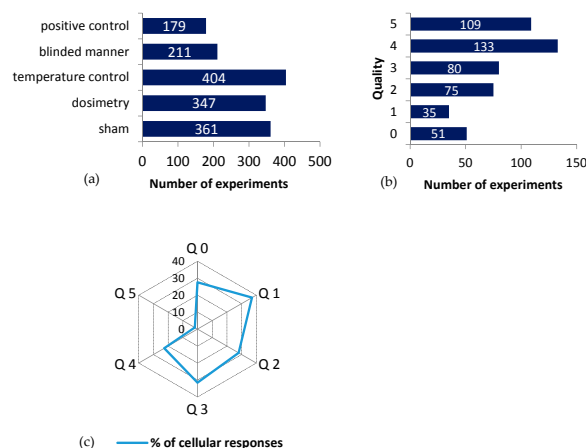 positive control 179
blinded manner 211
temperature control 404
dosimetry 347
sham 361
0 100 200 300 400 500
(a) Number of experiments
Quality
5 109
4 133
3 80
2 75
1 35
0 51
0 50 100 150
(b) Number of experiments
Q 0
40
30
20
10
0
Q 5 Q 1
Q 4 Q 2
Q 3
(c) % of cellular responses